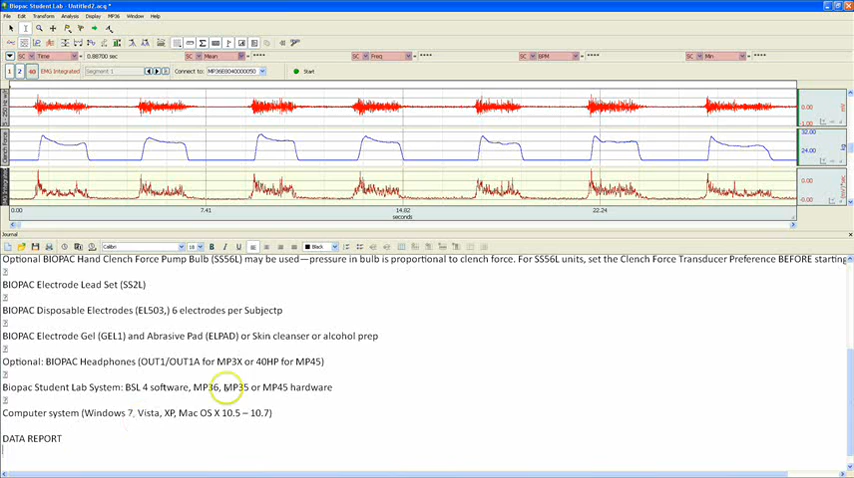 Biopac Student Lab - Untitled2.acq *
Edit Transform Analysis Display MP36 Window Help
SC Time 0.88700 sec SC Mean **** SC Freq **** SC BPM **** SC Min ****
1 2 40 EMG Integrated Segment 1 Connect to: Start
0.00
-1.00
Clench Force
32.00
24.00
kg
0.00
-0.00
0.00 7.41 14.82 22.24
seconds
Journal
Calibri 18 B I U Black
Optional BIOPAC Hand Clench Force Pump Bulb (SS56L) may be used—pressure in bulb is proportional to clench force. For SS56L units, set the Clench Force Transducer Preference BEFORE starting
BIOPAC Electrode Lead Set (SS2L)
BIOPAC Disposable Electrodes (EL503,) 6 electrodes per Subjectp
BIOPAC Electrode Gel (GEL1) and Abrasive Pad (ELPAD) or Skin cleanser or alcohol prep
Optional: BIOPAC Headphones (OUT1/OUT1A for MP3X or 40HP for MP45)
Biopac Student Lab System: BSL 4 software, MP36, MP35 or MP45 hardware
Computer system (Windows 7, Vista, XP, Mac OS X 10.5 – 10.7)
DATA REPORT